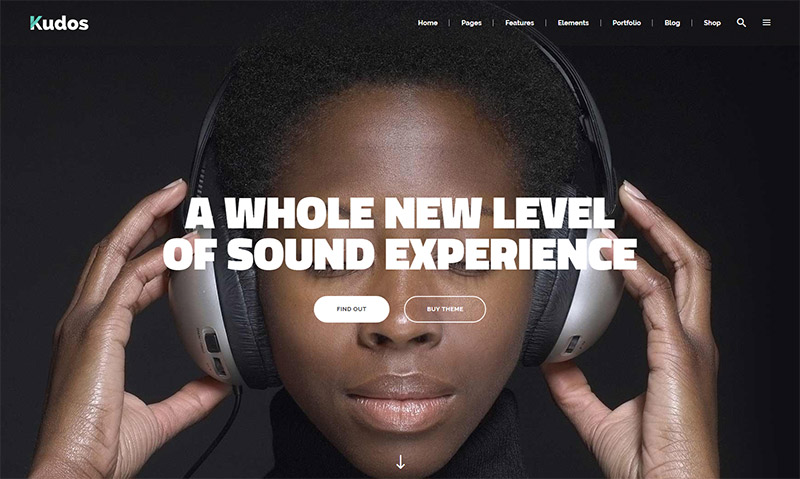 Kudos
Home | Pages | Features | Elements | Portfolio | Blog | Shop
A WHOLE NEW LEVEL
OF SOUND EXPERIENCE
FIND OUT
BUY THEME